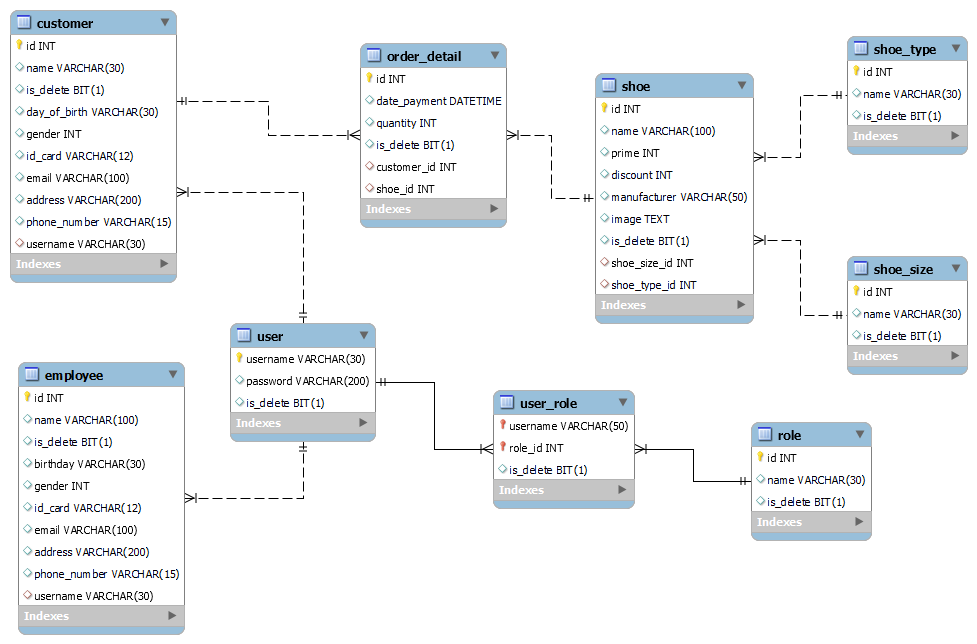 customer
id INT
name VARCHAR(30)
is_delete BIT(1)
day_of_birth VARCHAR(30)
gender INT
id_card VARCHAR(12)
email VARCHAR(100)
address VARCHAR(200)
phone_number VARCHAR(15)
username VARCHAR(30)
Indexes
order_detail
id INT
date_payment DATETIME
quantity INT
is_delete BIT(1)
customer_id INT
shoe_id INT
Indexes
shoe
id INT
name VARCHAR(100)
prime INT
discount INT
manufacturer VARCHAR(50)
image TEXT
is_delete BIT(1)
shoe_size_id INT
shoe_type_id INT
Indexes
shoe_type
id INT
name VARCHAR(30)
is_delete BIT(1)
Indexes
shoe_size
id INT
name VARCHAR(30)
is_delete BIT(1)
Indexes
user
username VARCHAR(30)
password VARCHAR(200)
is_delete BIT(1)
Indexes
employee
id INT
name VARCHAR(100)
is_delete BIT(1)
birthday VARCHAR(30)
gender INT
id_card VARCHAR(12)
email VARCHAR(100)
address VARCHAR(200)
phone_number VARCHAR(15)
username VARCHAR(30)
Indexes
user_role
username VARCHAR(50)
role_id INT
is_delete BIT(1)
Indexes
role
id INT
name VARCHAR(30)
is_delete BIT(1)
Indexes